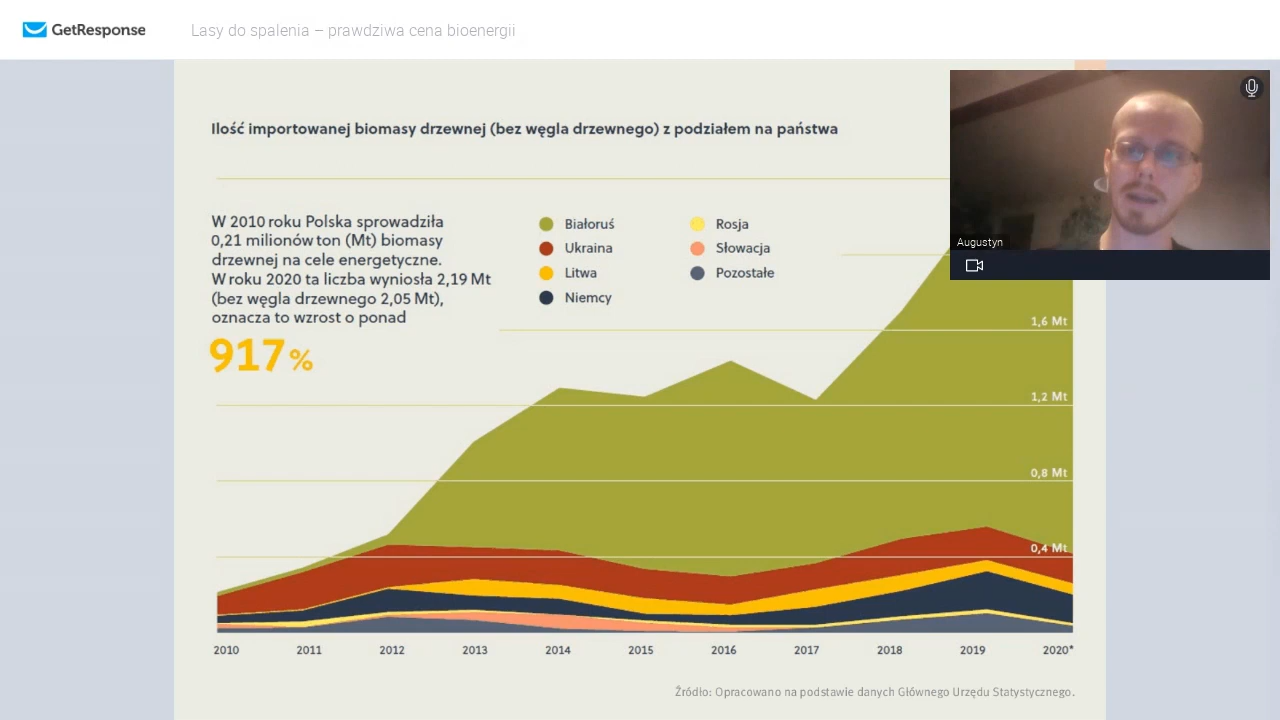 GetResponse
Lasy do spalenia – prawdziwa cena bioenergii
Ilość importowanej biomasy drzewnej (bez węgla drzewnego) z podziałem na państwa
W 2010 roku Polska sprowadziła
0,21 milionów ton (Mt) biomasy
drzewnej na cele energetyczne.
W roku 2020 ta liczba wyniosła 2,19 Mt
(bez węgla drzewnego 2,05 Mt),
oznacza to wzrost o ponad
917%
Białoruś
Ukraina
Litwa
Niemcy
Rosja
Słowacja
Pozostałe
Augustyn
1,6 Mt
1,2 Mt
0,8 Mt
0,4 Mt
2010 2011 2012 2013 2014 2015 2016 2017 2018 2019 2020*
Źródło: Opracowano na podstawie danych Głównego Urzędu Statystycznego.